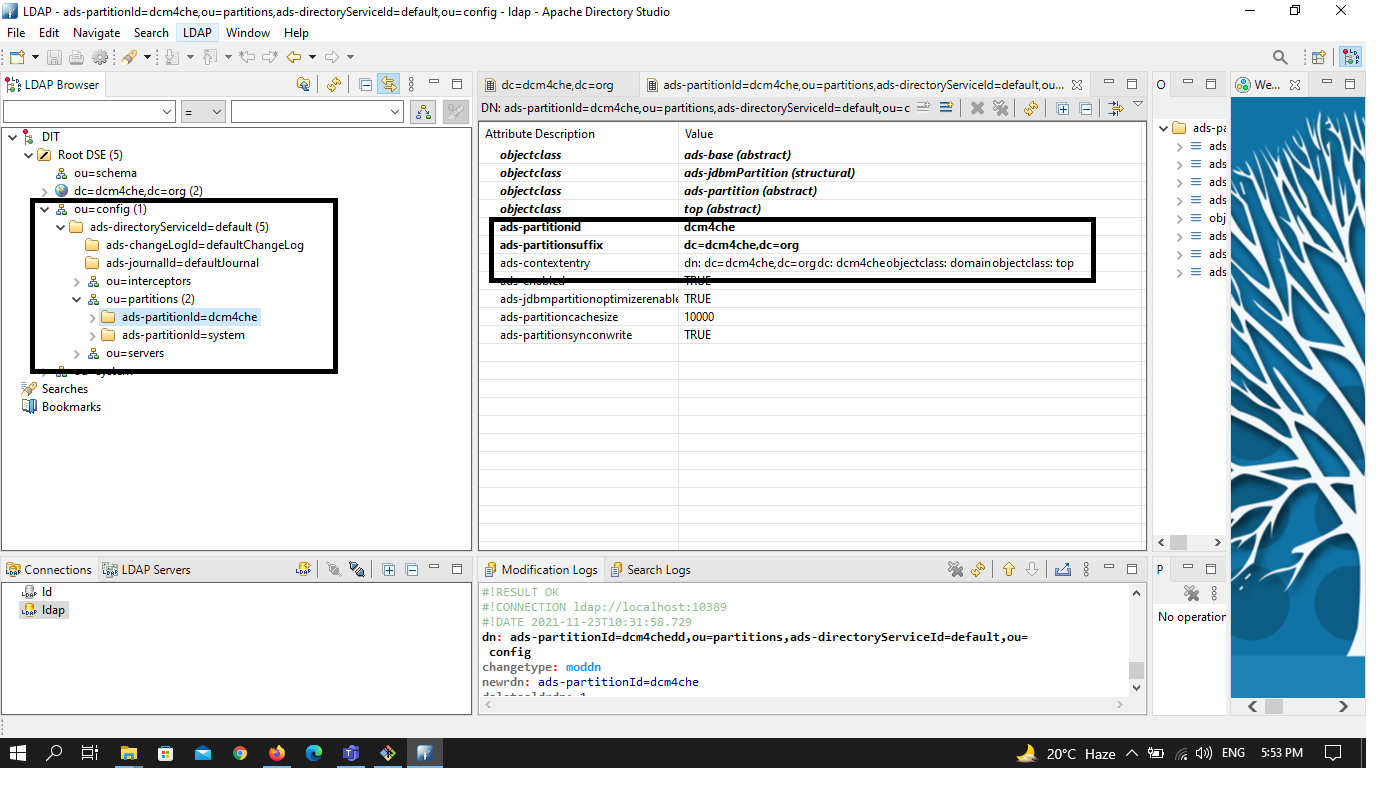 LDAP - ads-partitionId=dcm4che,ou=partitions,ads-directoryServiceId=default,ou=config - ldap - Apache Directory Studio
File Edit Navigate Search LDAP Window Help
LDAP Browser
=
DIT
Root DSE (5)
ou=schema
dc=dcm4che,dc=org (2)
ou=config (1)
ads-directoryServiceId=default (5)
ads-changeLogId=defaultChangeLog
ads-journalId=defaultJournal
ou=interceptors
ou=partitions (2)
ads-partitionId=dcm4che
ads-partitionId=system
ou=servers
ou=system
Searches
Bookmarks
dc=dcm4che,dc=org
ads-partitionId=dcm4che,ou=partitions,ads-directoryServiceId=default,ou...
DN: ads-partitionId=dcm4che,ou=partitions,ads-directoryServiceId=default,ou=c
Attribute Description Value
objectclass ads-base (abstract)
objectclass ads-jdbmPartition (structural)
objectclass ads-partition (abstract)
objectclass top (abstract)
ads-partitionid dcm4che
ads-partitionsuffix dc=dcm4che,dc=org
ads-contextentry dn: dc=dcm4che,dc=orgdc: dcm4cheobjectclass: domainobjectclass: top
ads-enabled TRUE
ads-jdbmpartitionoptimizerenable TRUE
ads-partitioncachesize 10000
ads-partitionsynconwrite TRUE
O
ads-pa
ads
ads
ads
ads
obj
ads
ads
ads
We...
Connections
LDAP Servers
ld
ldap
Modification Logs
Search Logs
#!RESULT OK
#!CONNECTION ldap://localhost:10389
#!DATE 2021-11-23T10:31:58.729
dn: ads-partitionId=dcm4chedd,ou=partitions,ads-directoryServiceId=default,ou=
config
changetype: moddn
newrdn: ads-partitionId=dcm4che
deleteoldrdn: 1
P
No operation
20°C Haze
ENG
5:53 PM